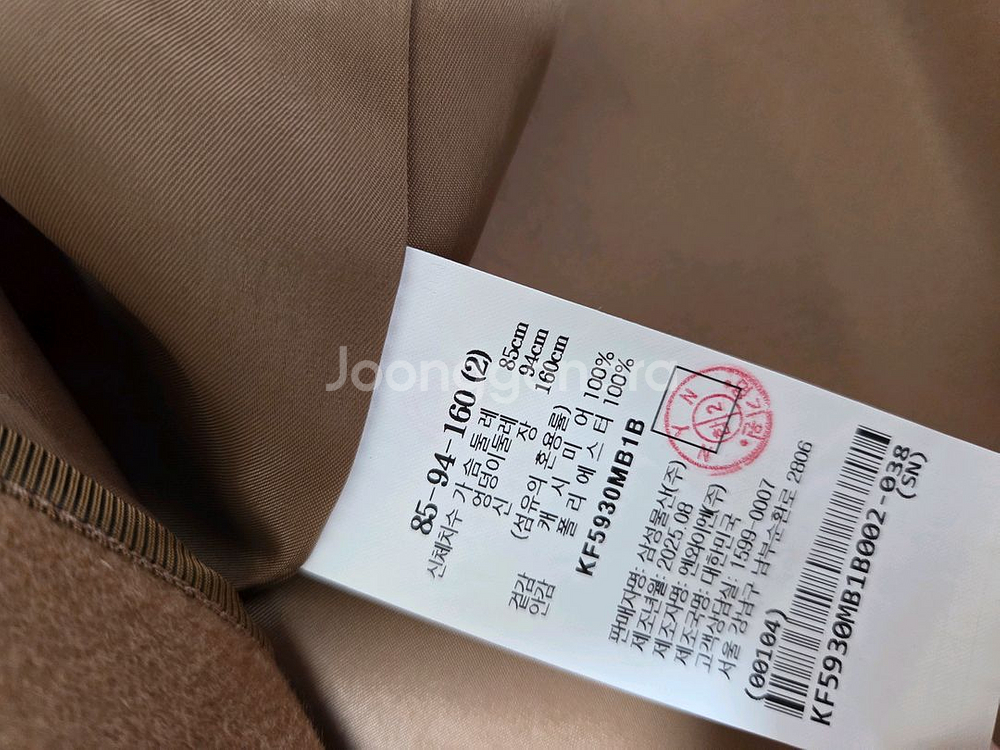 85-94-160 (2)
신체치수 가 슴 둘 레 85cm
엉덩이둘레 94cm
신 장 160cm
(섬유의 혼용률)
겉감 캐 시 미 어 100%
안감 폴 리 에 스 터 100%
KF5930MB1B
판매자명: 삼성물산(주)
제조년월: 2025.08
제조자명: 엔와이엠(주)
제조국명: 대한민국
고객상담실: 1599-0007
서울 강남구 남부순환로 2806
(00104)
KF5930MB1B002-038
(SN)
Y N
2
Joonggonara